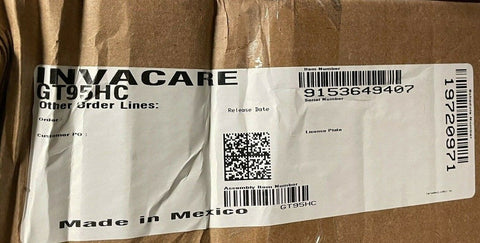 INVACARE
GT95HC
Other Order Lines:
Order
Customer PO :
Release Date
Item Number
9153649407
Serial Number
License Plate
Assembly Item Number
GT95HC
Made in Mexico
19720971